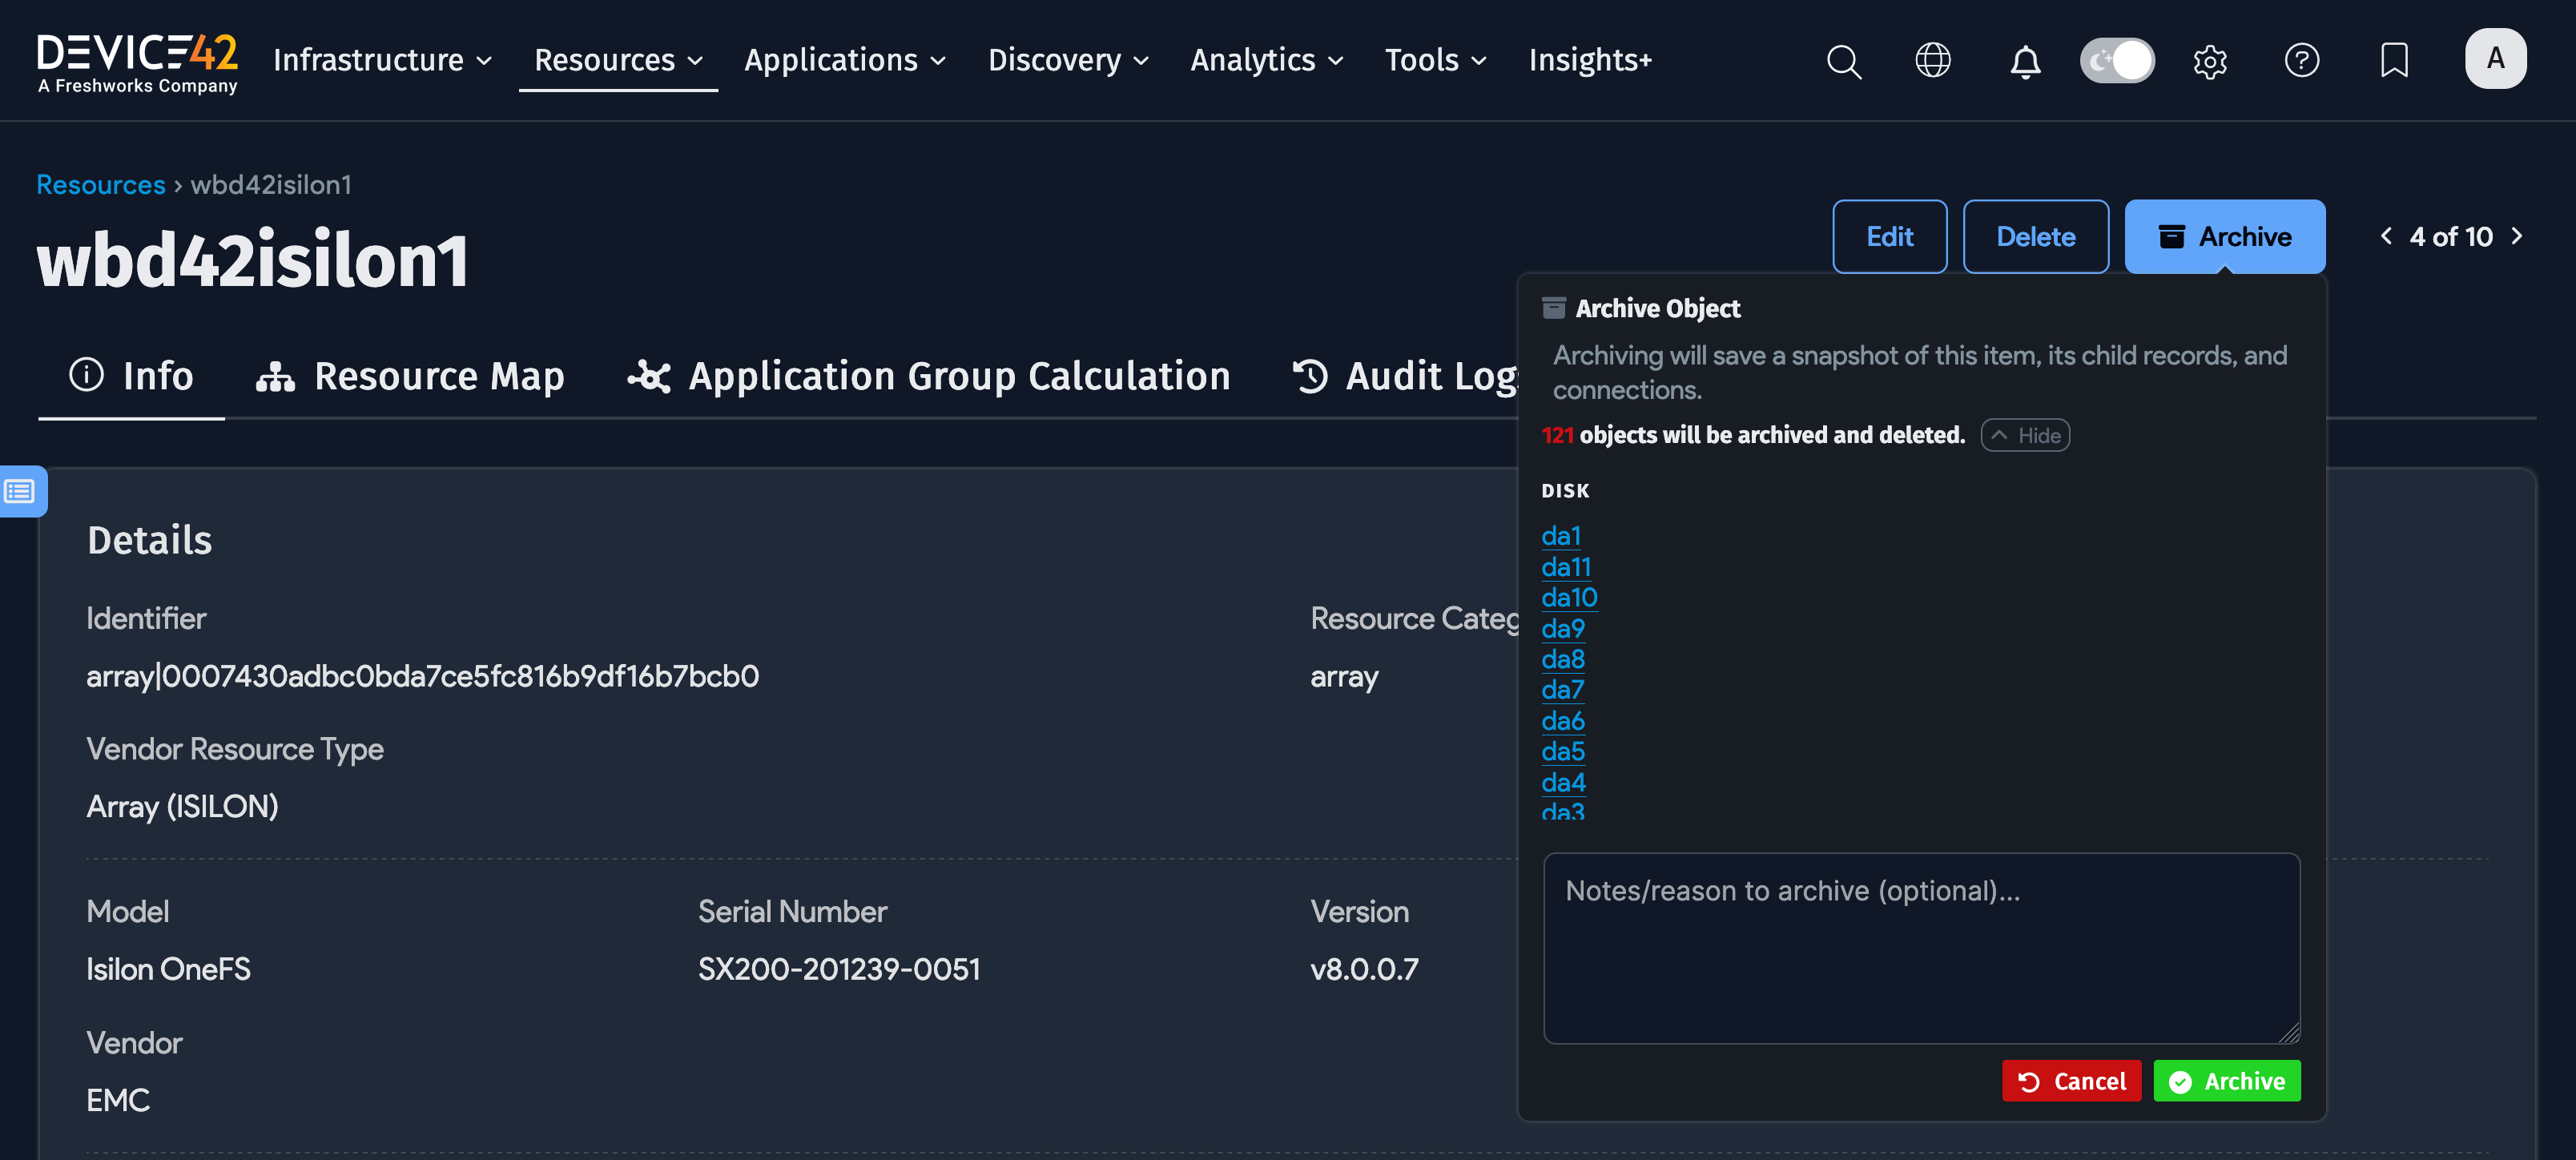 DEVICE42
A Freshworks Company
Infrastructure
Resources
Applications
Discovery
Analytics
Tools
Insights+
A
Resources › wbd42isilon1
wbd42isilon1
Edit
Delete
Archive
4 of 10
Info
Resource Map
Application Group Calculation
Audit Log
Archive Object
Archiving will save a snapshot of this item, its child records, and
connections.
121 objects will be archived and deleted.
Hide
DISK
da1
da11
da10
da9
da8
da7
da6
da5
da4
da3
Notes/reason to archive (optional)...
Cancel
Archive
Details
Identifier
array|0007430adbc0bda7ce5fc816b9df16b7bcb0
Resource Categ
array
Vendor Resource Type
Array (ISILON)
Model
Isilon OneFS
Serial Number
SX200-201239-0051
Version
v8.0.0.7
Vendor
EMC